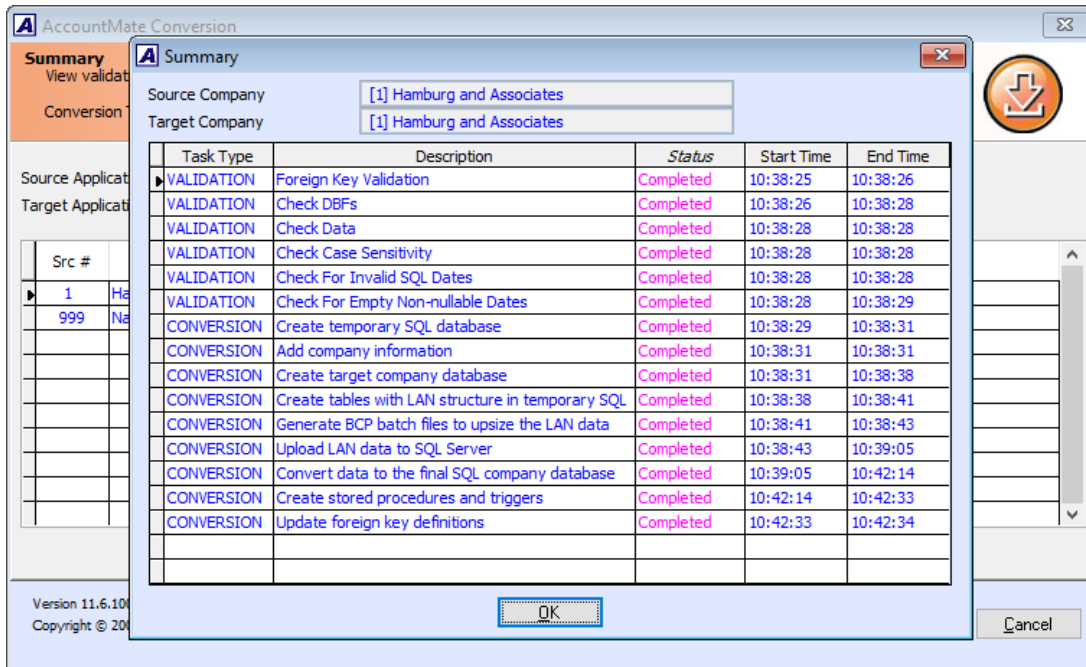 AccountMate Conversion
Summary
View validat
Conversion
Source Applicat
Target Applicati
Src #
1 Ha
999 Na
Version 11.6.10
Copyright © 20
Cancel
Summary
Source Company [1] Hamburg and Associates
Target Company [1] Hamburg and Associates
Task Type Description Status Start Time End Time
VALIDATION Foreign Key Validation Completed 10:38:25 10:38:26
VALIDATION Check DBFs Completed 10:38:26 10:38:28
VALIDATION Check Data Completed 10:38:28 10:38:28
VALIDATION Check Case Sensitivity Completed 10:38:28 10:38:28
VALIDATION Check For Invalid SQL Dates Completed 10:38:28 10:38:28
VALIDATION Check For Empty Non-nullable Dates Completed 10:38:28 10:38:29
CONVERSION Create temporary SQL database Completed 10:38:29 10:38:31
CONVERSION Add company information Completed 10:38:31 10:38:31
CONVERSION Create target company database Completed 10:38:31 10:38:38
CONVERSION Create tables with LAN structure in temporary SQL Completed 10:38:38 10:38:41
CONVERSION Generate BCP batch files to upsize the LAN data Completed 10:38:41 10:38:43
CONVERSION Upload LAN data to SQL Server Completed 10:38:43 10:39:05
CONVERSION Convert data to the final SQL company database Completed 10:39:05 10:42:14
CONVERSION Create stored procedures and triggers Completed 10:42:14 10:42:33
CONVERSION Update foreign key definitions Completed 10:42:33 10:42:34
OK